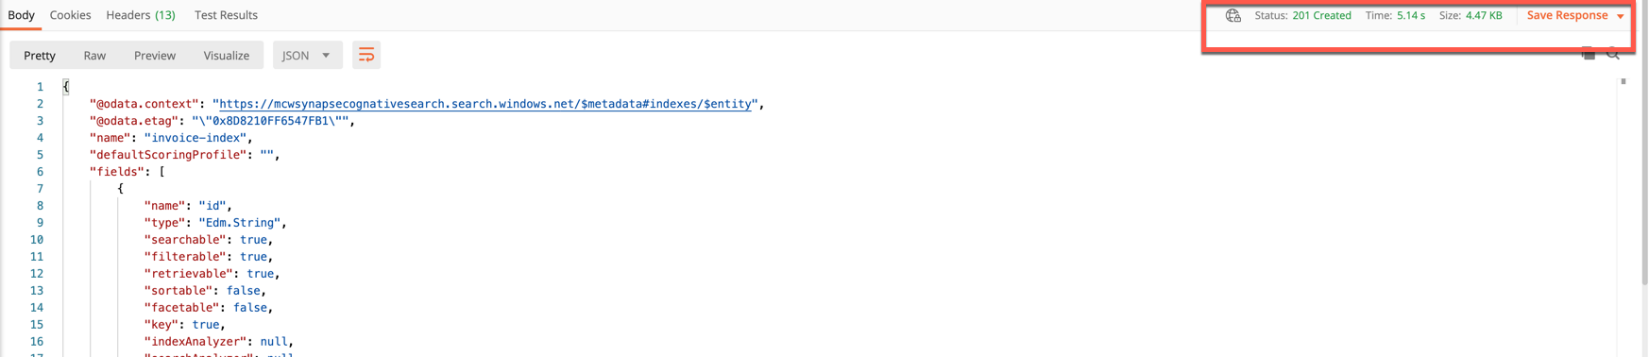 Body Cookies Headers (13) Test Results Status: 201 Created Time: 5.14 s Size: 4.47 KB Save Response
Pretty Raw Preview Visualize JSON
1 {
2 "@odata.context": "https://mcwsynapsecognativesearch.search.windows.net/$metadata#indexes/$entity",
3 "@odata.etag": "\"0x8D8210FF6547FB1\"",
4 "name": "invoice-index",
5 "defaultScoringProfile": "",
6 "fields": [
7 {
8 "name": "id",
9 "type": "Edm.String",
10 "searchable": true,
11 "filterable": true,
12 "retrievable": true,
13 "sortable": false,
14 "facetable": false,
15 "key": true,
16 "indexAnalyzer": null,
17 "searchAnalyzer": null,